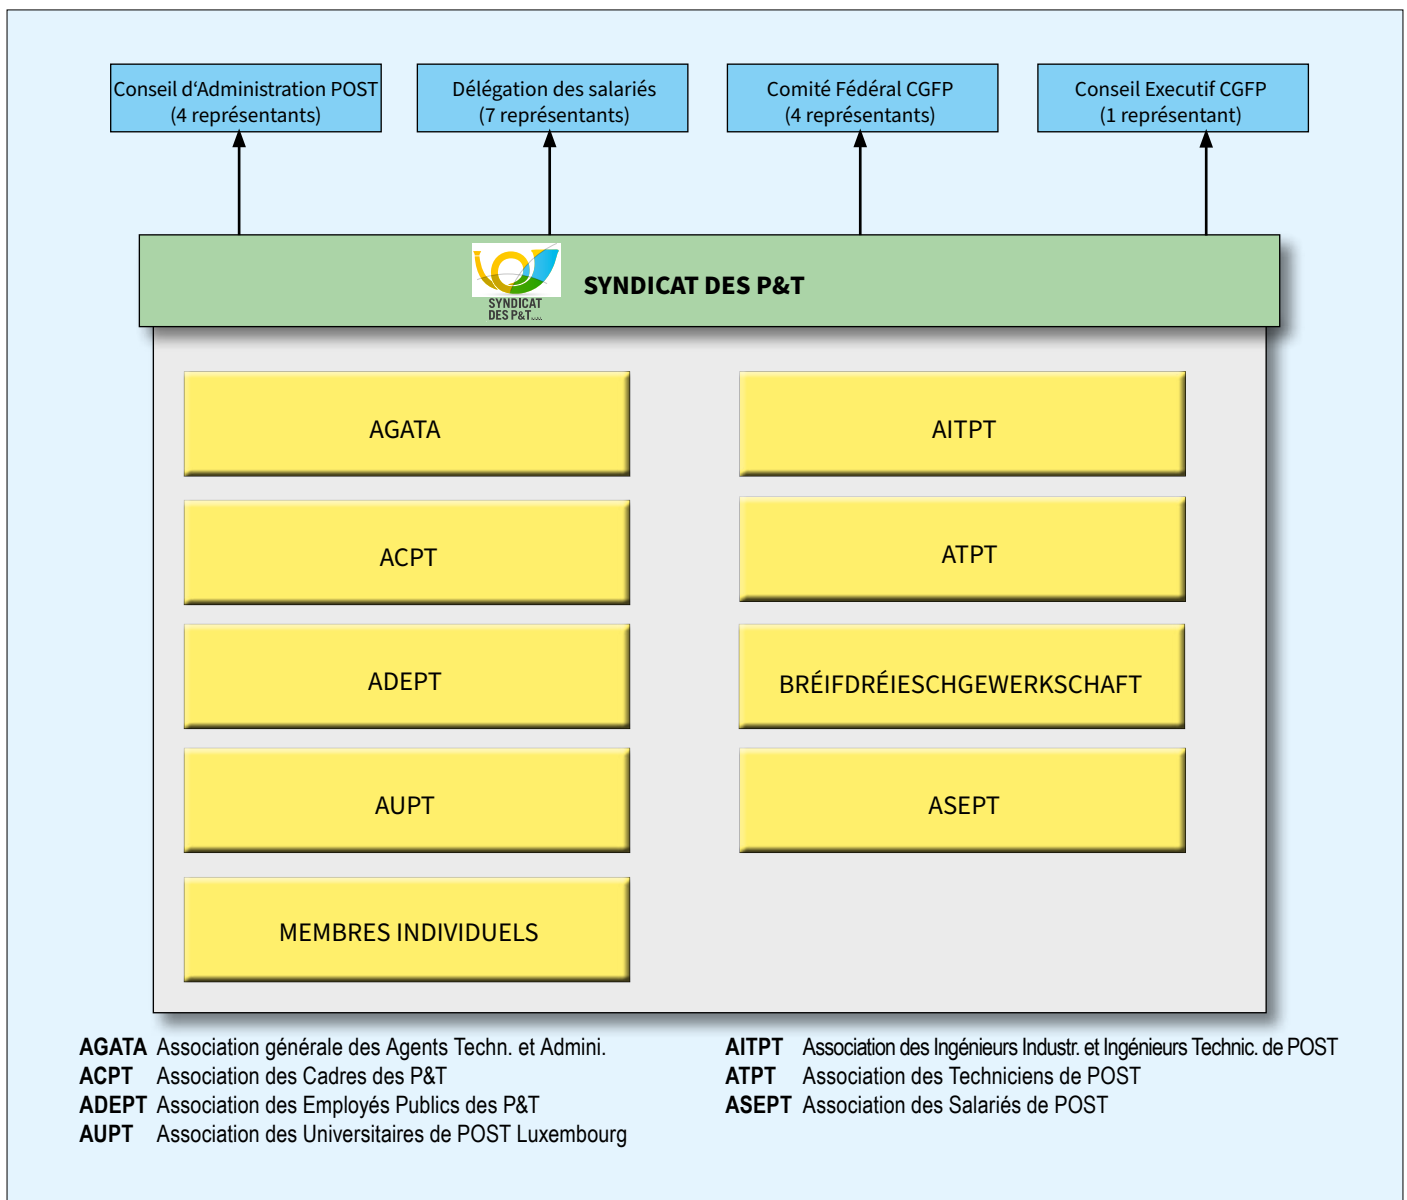 Conseil d‘Administration POST
(4 représentants)
Délégation des salariés
(7 représentants)
Comité Fédéral CGFP
(4 représentants)
Conseil Executif CGFP
(1 représentant)
SYNDICAT
DES P&T
SYNDICAT DES P&T
AGATA
AITPT
ACPT
ATPT
ADEPT
BRÉIFDRÉIESCHGEWERKSCHAFT
AUPT
ASEPT
MEMBRES INDIVIDUELS
AGATA Association générale des Agents Techn. et Admini.
ACPT Association des Cadres des P&T
ADEPT Association des Employés Publics des P&T
AUPT Association des Universitaires de POST Luxembourg
AITPT Association des Ingénieurs Industr. et Ingénieurs Technic. de POST
ATPT Association des Techniciens de POST
ASEPT Association des Salariés de POST